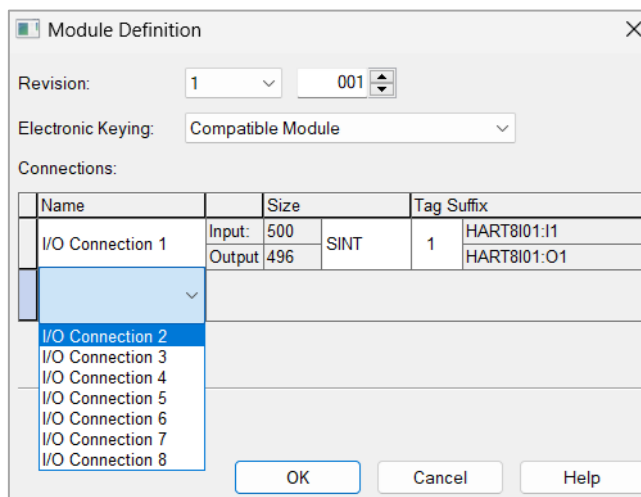 Module Definition
Revision: 1 001
Electronic Keying: Compatible Module
Connections:
Name Size Tag Suffix
I/O Connection 1 Input: 500 SINT 1 HART8I01:I1
Output 496 HART8I01:O1
I/O Connection 2
I/O Connection 3
I/O Connection 4
I/O Connection 5
I/O Connection 6
I/O Connection 7
I/O Connection 8
OK Cancel Help